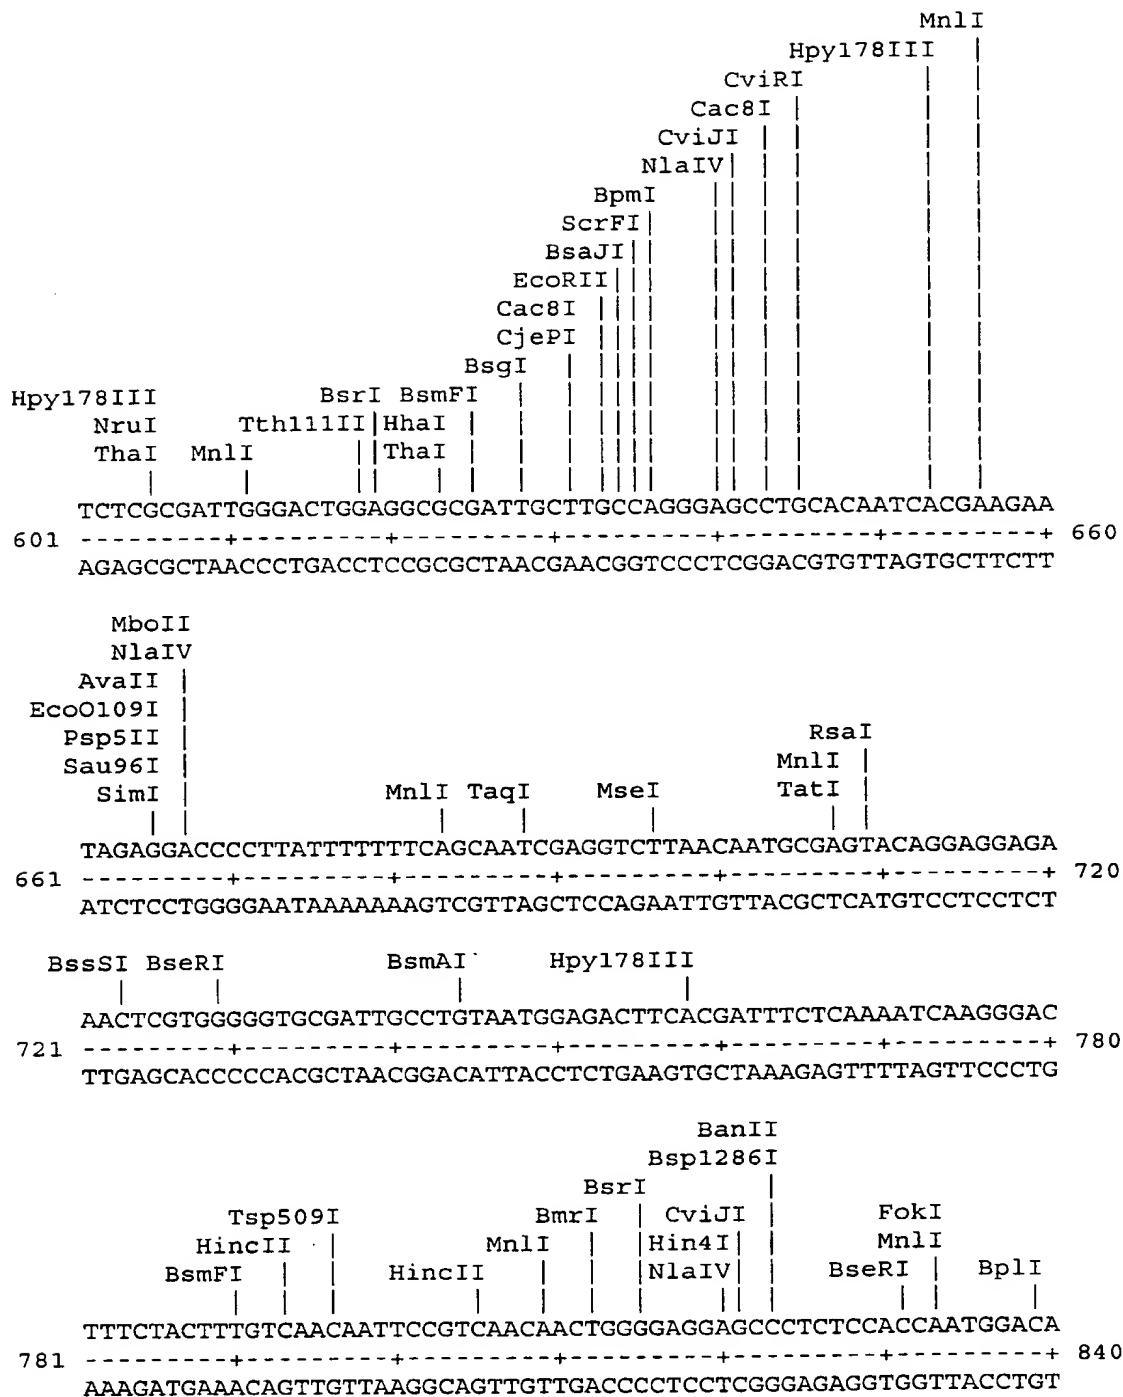 MnlI
Hpy178III
CviRI
Cac8I
CviJI
NlaIV
BpmI
ScrFI
BsaJI
EcoRII
Cac8I
CjePI
BsgI
Hpy178III BsrI BsmFI
NruI Tth111II HhaI
ThaI MnlI ThaI
TCTCGCGATTGGGACTGGAGGCGCGATTGCTTGCCAGGGAGCCTGCACAATCACGAAGAA
601 ---------+---------+---------+---------+---------+---------+ 660
AGAGCGCTAACCCTGACCTCCGCGCTAACGAACGGTCCCTCGGACGTGTTAGTGCTTCTT
MboII
NlaIV
AvaII
EcoO109I
Psp5II
Sau96I RsaI
MnlI
SimI MnlI TaqI MseI TatI
TAGAGGACCCCTTATTTTTTTCAGCAATCGAGGTCTTAACAATGCGAGTACAGGAGGAGA
661 ---------+---------+---------+---------+---------+---------+ 720
ATCTCCTGGGGAATAAAAAAAGTCGTTAGCTCCAGAATTGTTACGCTCATGTCCTCCTCT
BssSI BseRI BsmAI Hpy178III
AACTCGTGGGGGTGCGATTGCCTGTAATGGAGACTTCACGATTTCTCAAAATCAAGGGAC
721 ---------+---------+---------+---------+---------+---------+ 780
TTGAGCACCCCCACGCTAACGGACATTACCTCTGAAGTGCTAAAGAGTTTTAGTTCCCTG
BanII
Bsp1286I
BsrI
Tsp509I BmrI CviJI FokI
HincII MnlI Hin4I MnlI
BsmFI HincII NlaIV BseRI BplI
TTTCTACTTTGTCAACAATTCCGTCAACAACTGGGGAGGAGCCCTCTCCACCAATGGACA
781 ---------+---------+---------+---------+---------+---------+ 840
AAAGATGAAACAGTTGTTAAGGCAGTTGTTGACCCCTCCTCGGGAGAGGTGGTTACCTGT